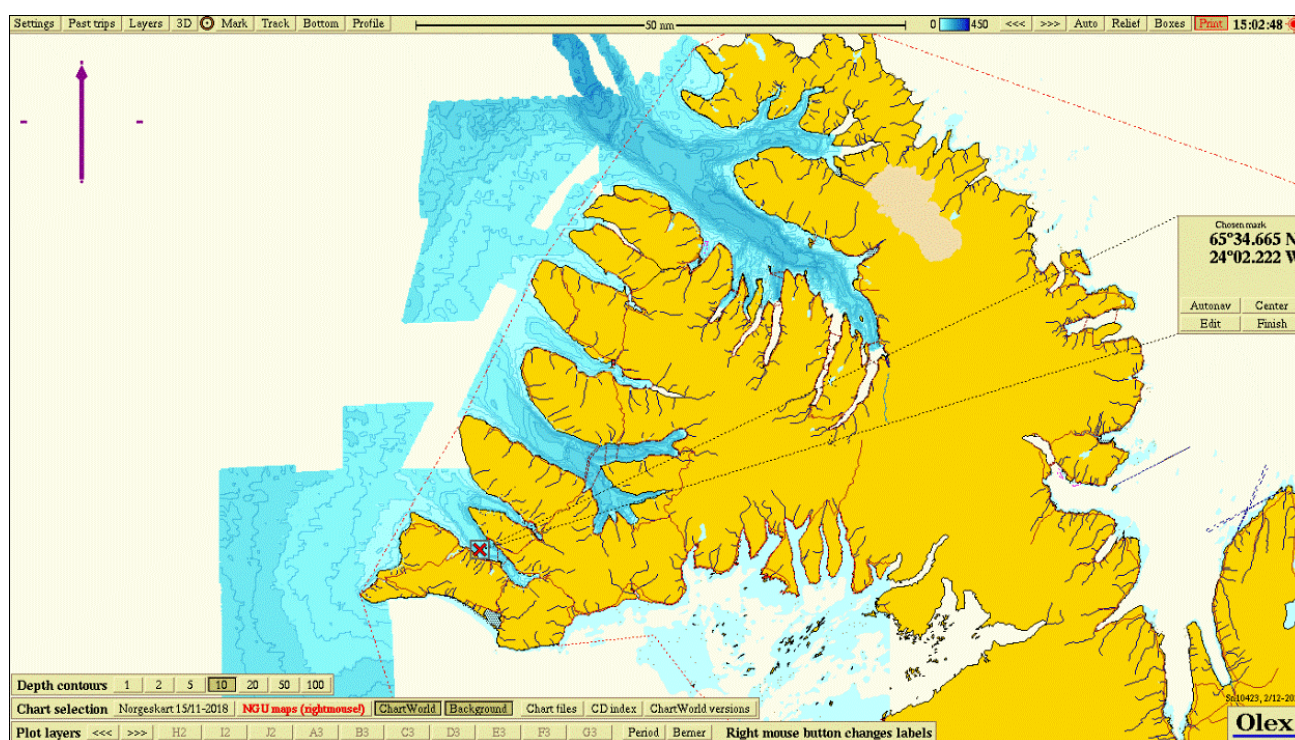 Settings Past trips Layers 3D Mark Track Bottom Profile 50 nm 0 450 <<< >>> Auto Relief Boxes Print 15:02:48
Chosen mark
65°34.665 N
24°02.222 W
Autonav Center
Edit Finish
Depth contours 1 2 5 10 20 50 100
Sn10423, 2/12-20
Chart selection Norgeskart 15/11-2018 NGU maps (rightmouse!) ChartWorld Background Chart files CD index ChartWorld versions
Plot layers <<< >>> H2 I2 J2 A3 B3 C3 D3 E3 F3 G3 Period Berner Right mouse button changes labels Olex